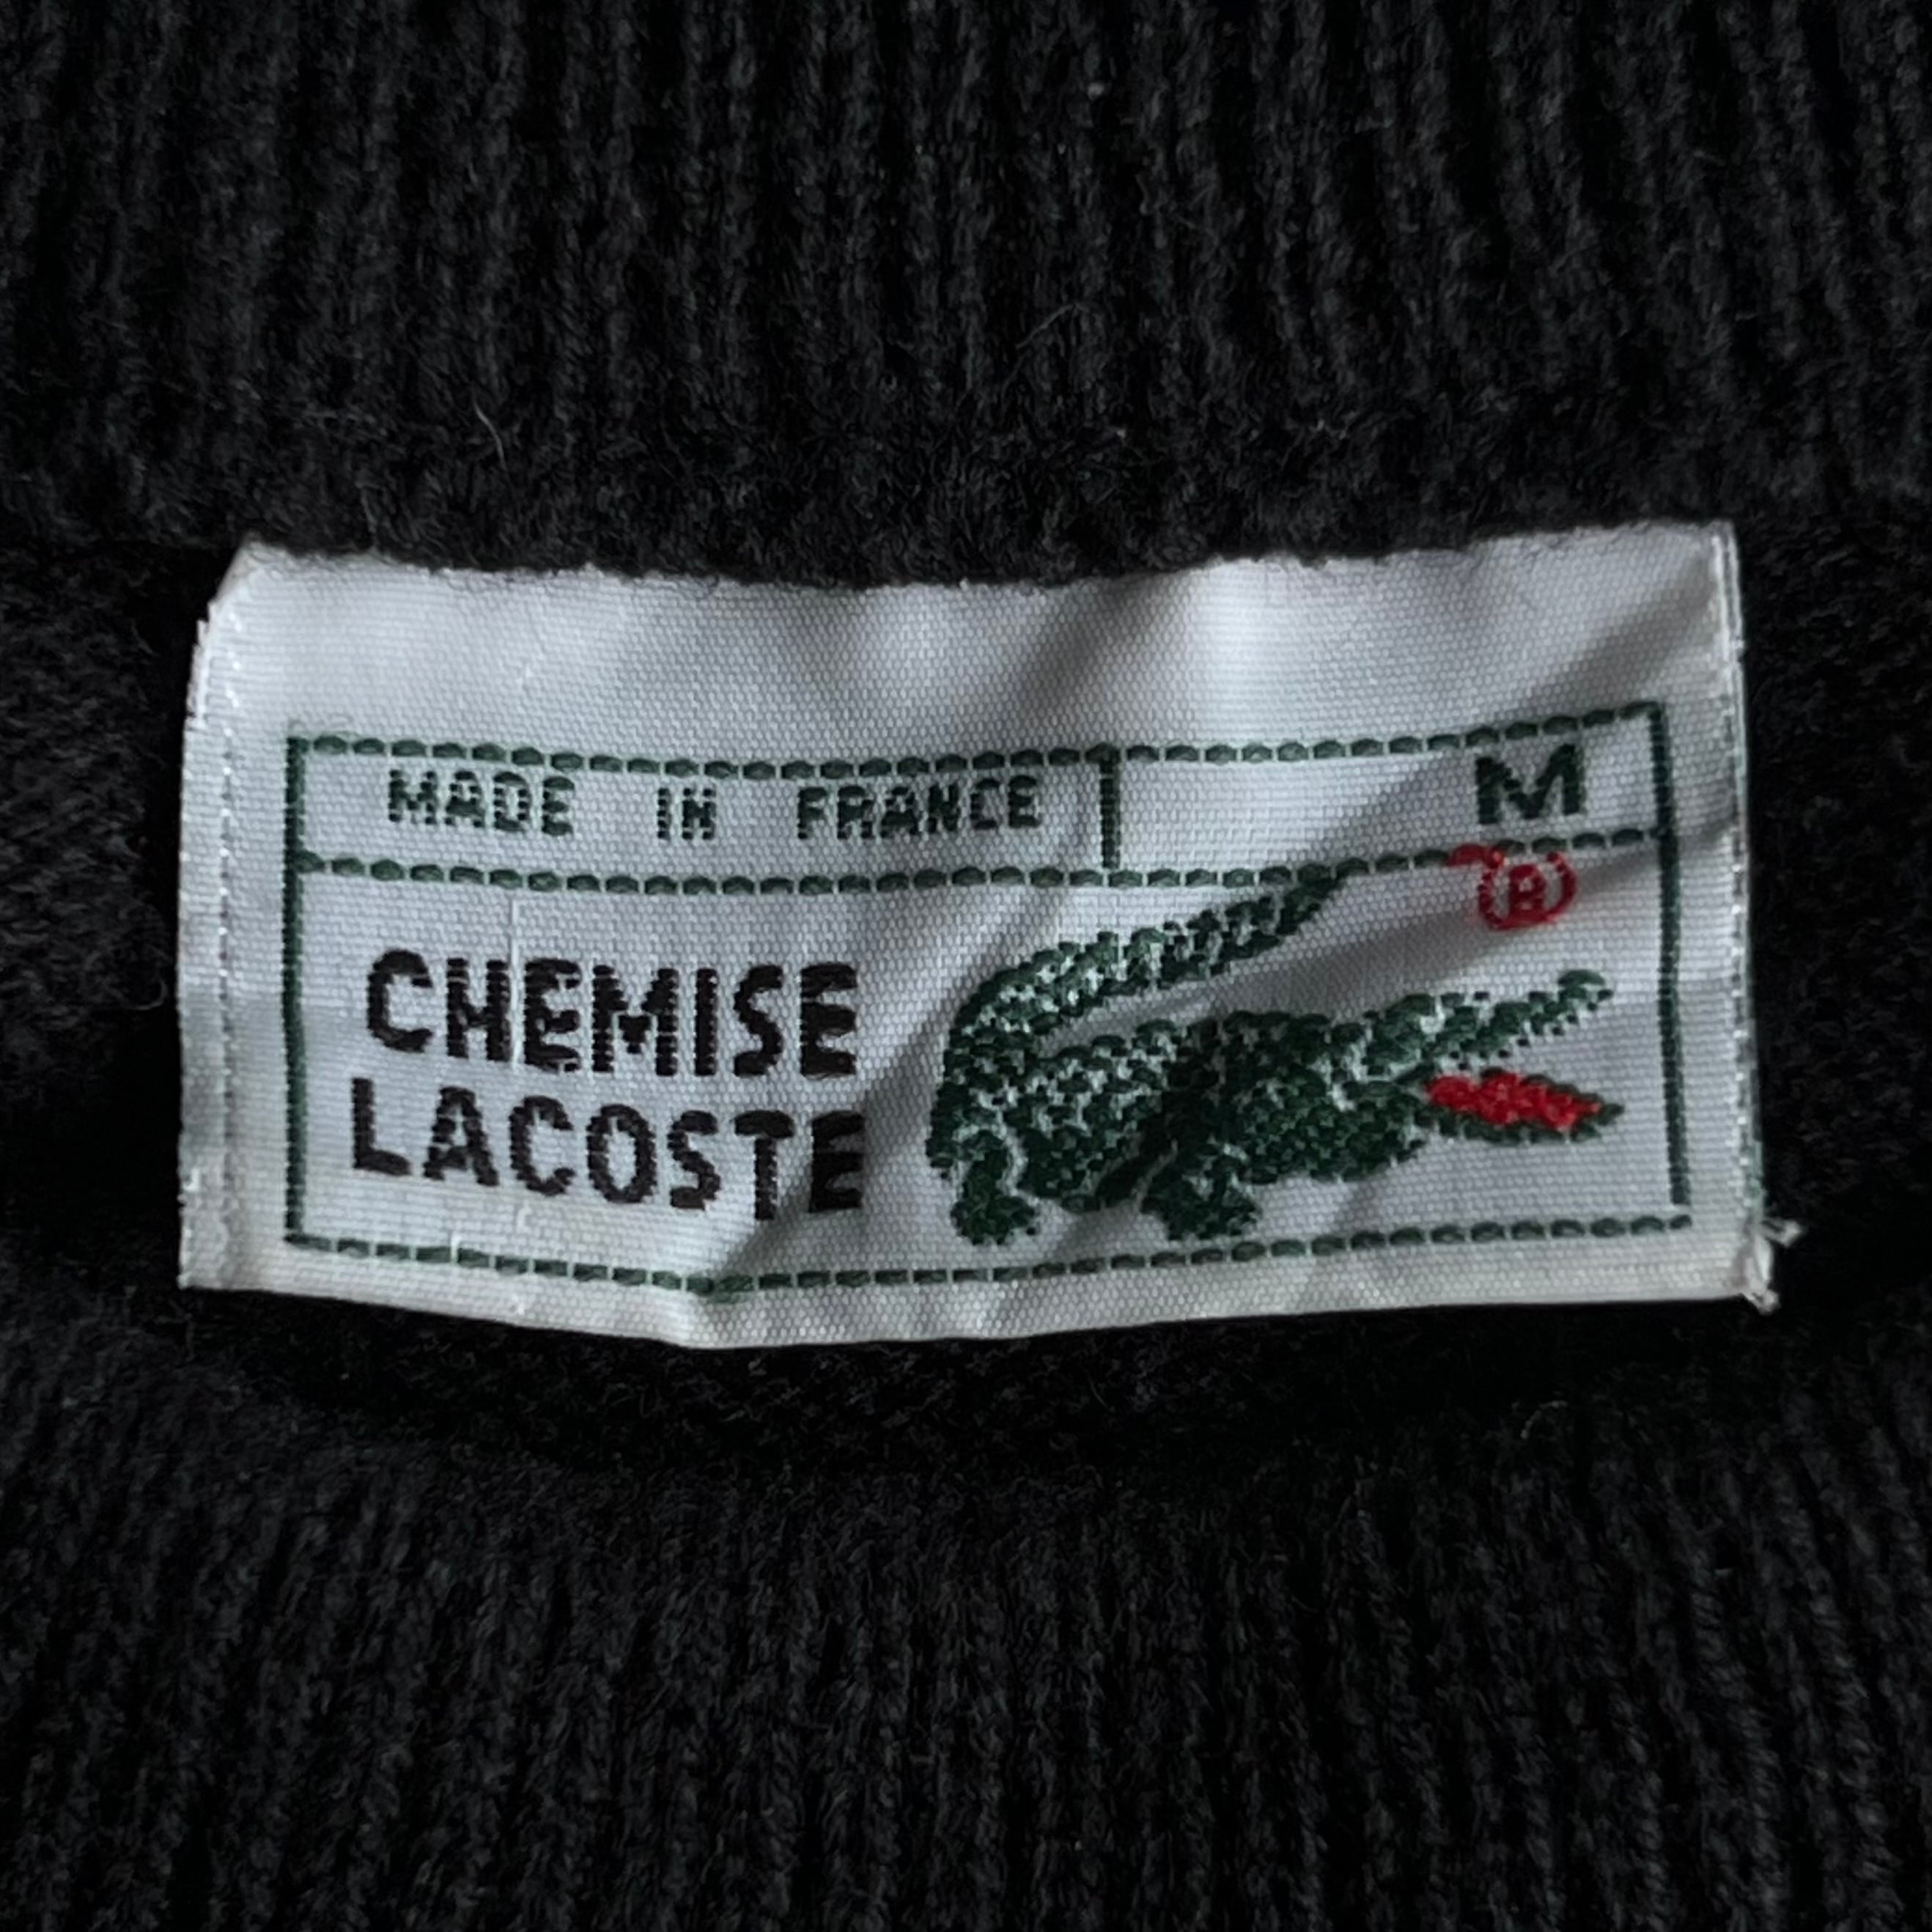 MADE IN FRANCE M
®
CHEMISE
LACOSTE